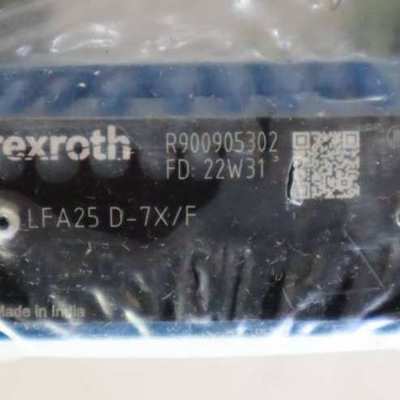 rexroth
R900905302
FD: 22W31
LFA25 D-7X/F
Made in India